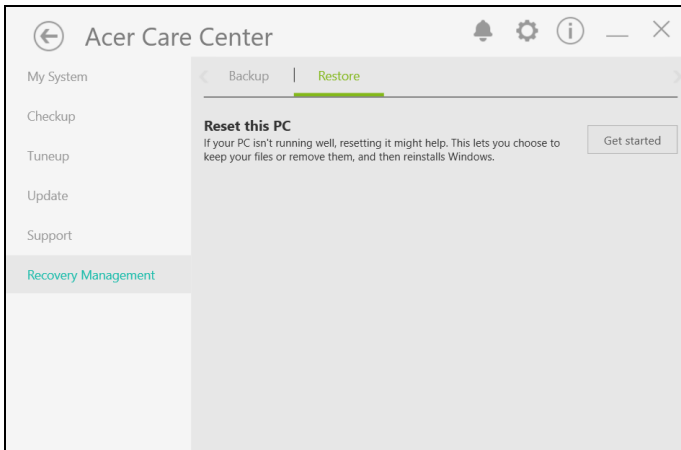 Acer Care Center
My System
Checkup
Tuneup
Update
Support
Recovery Management
Backup
Restore
Reset this PC
If your PC isn't running well, resetting it might help. This lets you choose to
keep your files or remove them, and then reinstalls Windows.
Get started